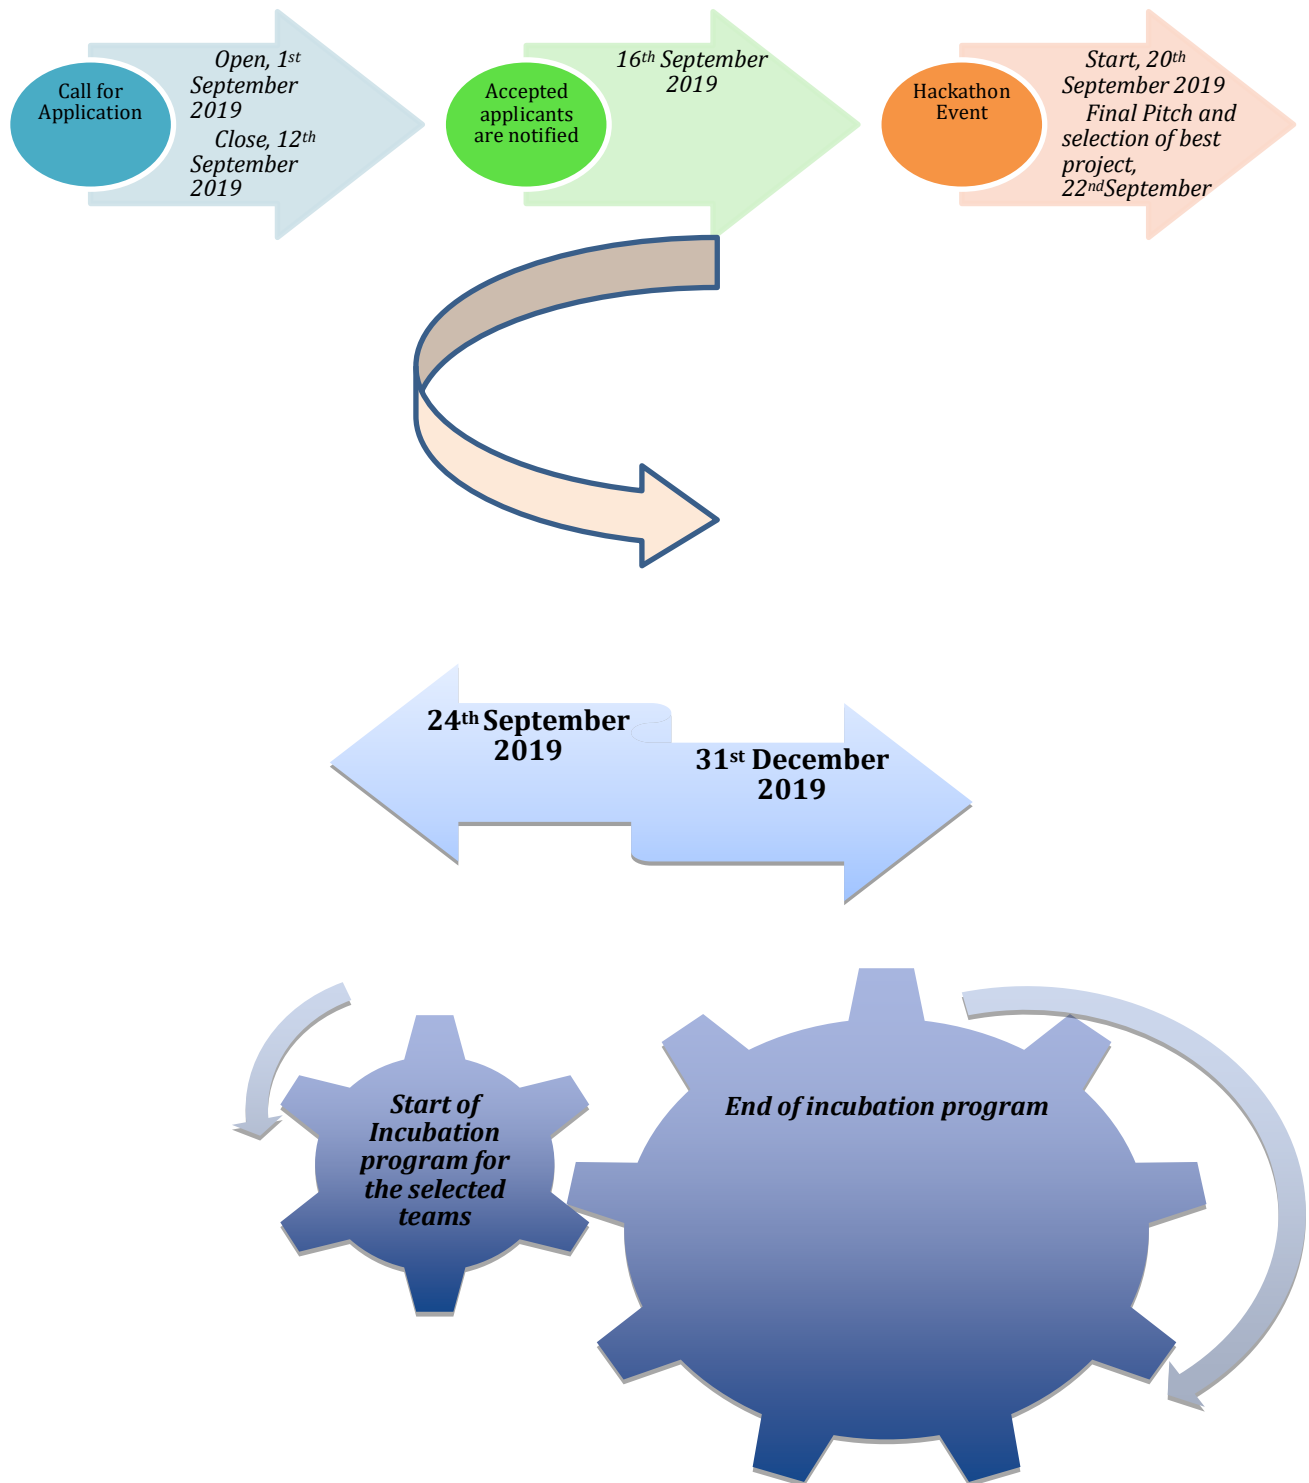 Call for
Application
Open, 1st
September
2019
Close, 12th
September
2019
Accepted
applicants
are notified
16th September
2019
Hackathon
Event
Start, 20th
September 2019
Final Pitch and
selection of best
project,
22ndSeptember
24th September
2019
31st December
2019
Start of
Incubation
program for
the selected
teams
End of incubation program